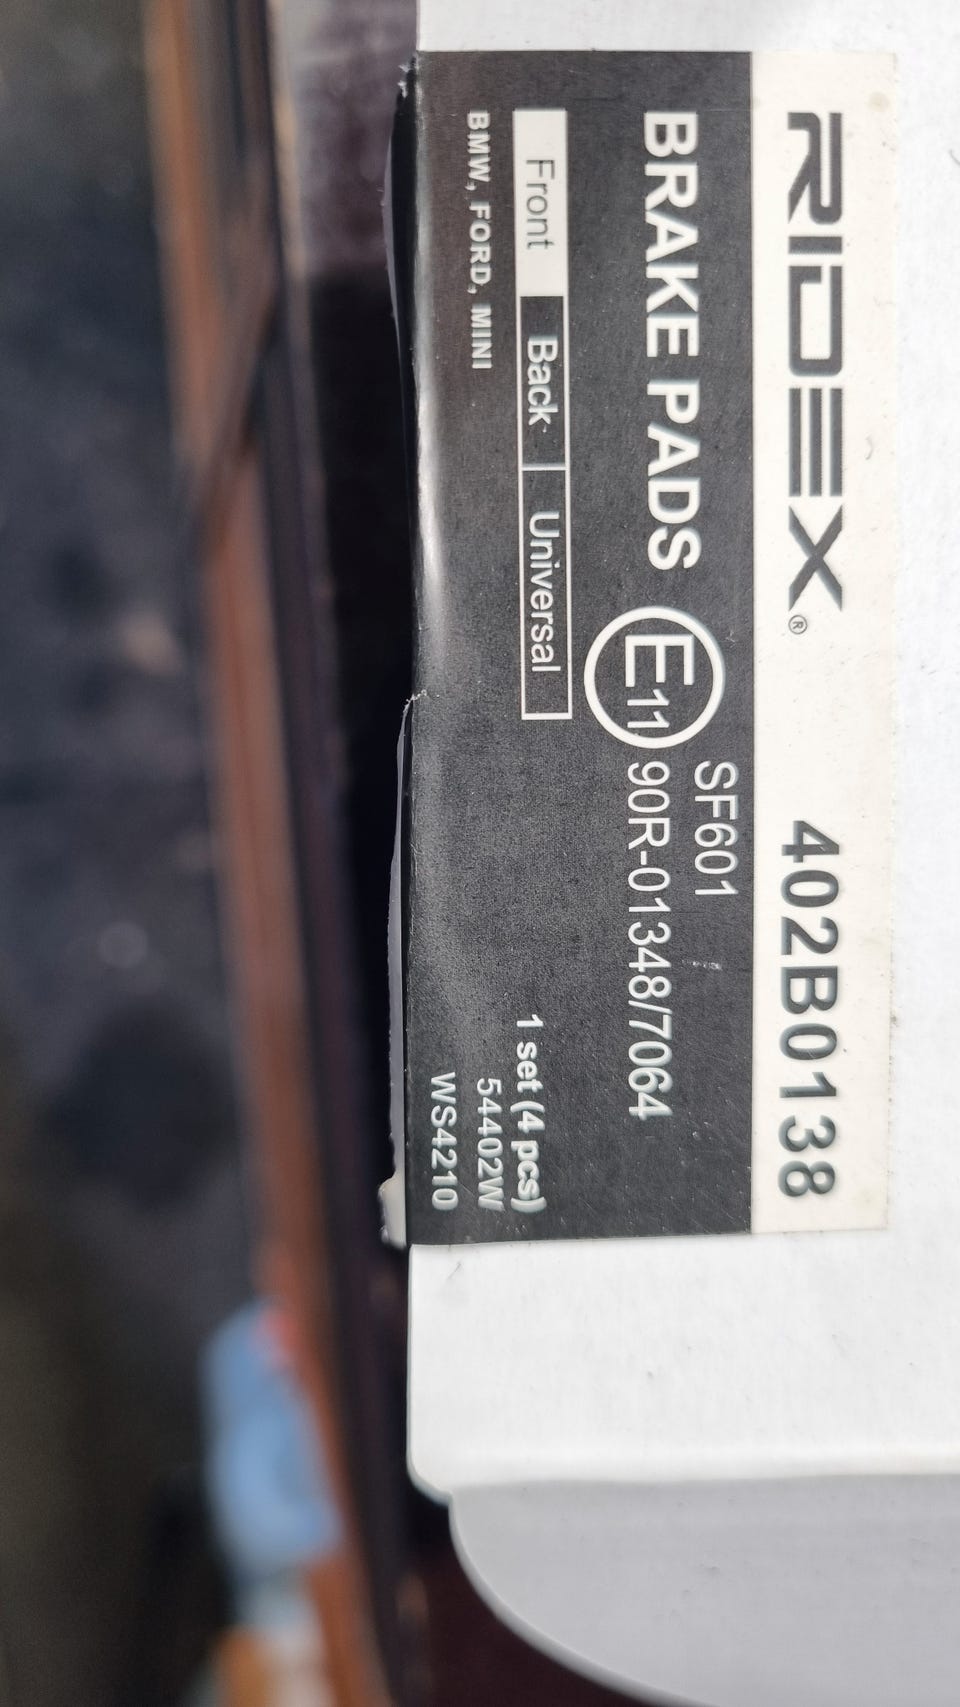 RIDEX® 402B0138
SF601
BRAKE PADS E11 90R-01348/7064
Front Back Universal
1 set (4 pcs)
BMW, FORD, MINI
54402W
WS4210